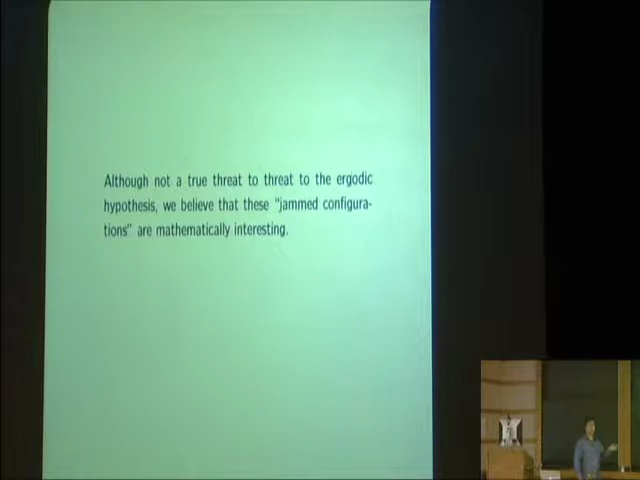 Although not a true threat to threat to the ergodic
hypothesis, we believe that these "jammed configura-
tions" are mathematically interesting.